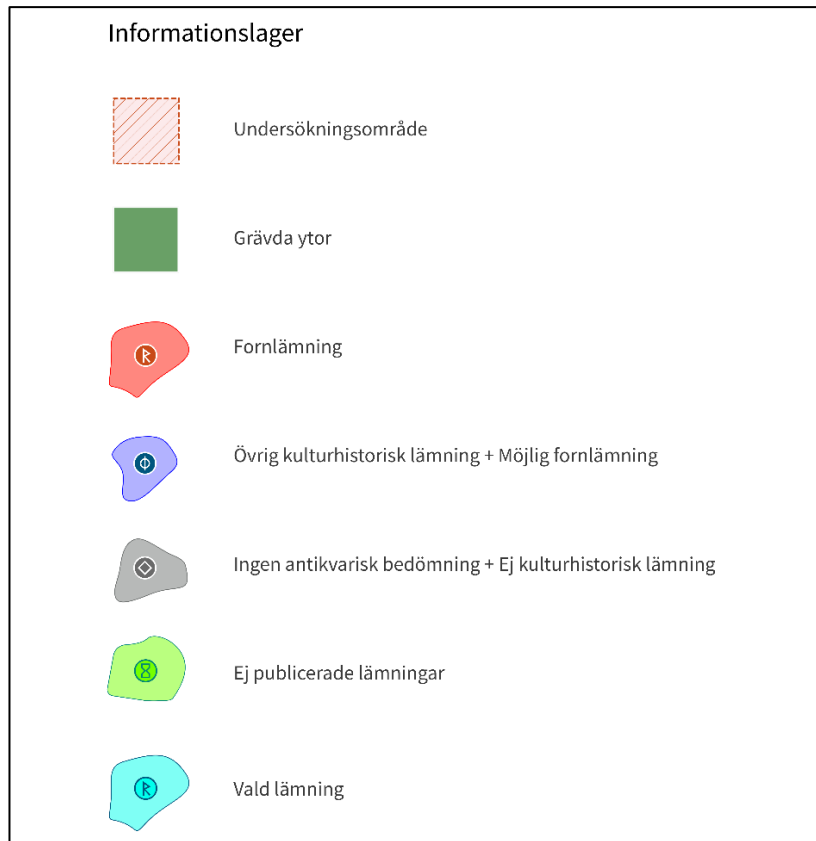 Informationslager
Undersökningsområde
Grävda ytor
Fornlämning
Övrig kulturhistorisk lämning + Möjlig fornlämning
Ingen antikvarisk bedömning + Ej kulturhistorisk lämning
Ej publicerade lämningar
Vald lämning